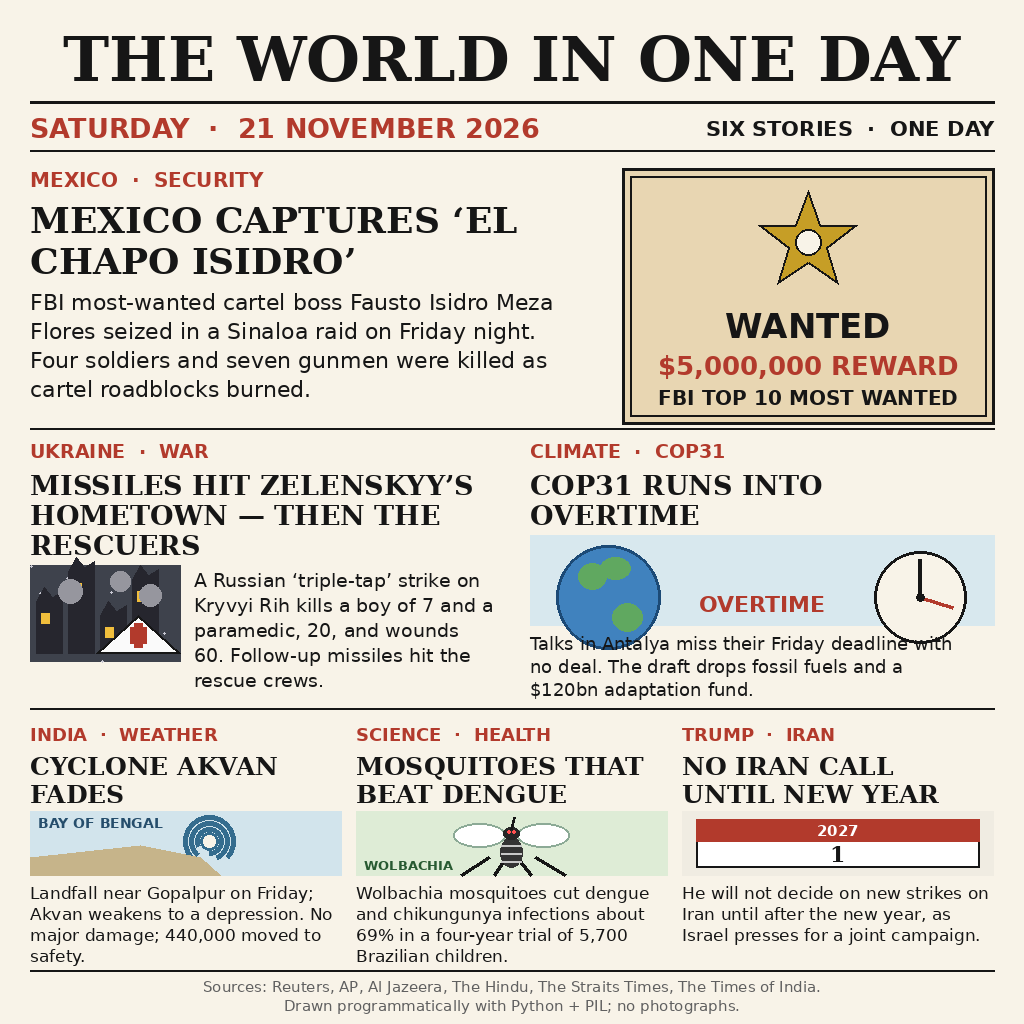 THE WORLD IN ONE DAY
SATURDAY · 21 NOVEMBER 2026
SIX STORIES · ONE DAY
MEXICO · SECURITY
MEXICO CAPTURES ‘EL
CHAPO ISIDRO’
FBI most-wanted cartel boss Fausto Isidro Meza
Flores seized in a Sinaloa raid on Friday night.
Four soldiers and seven gunmen were killed as
cartel roadblocks burned.
WANTED
$5,000,000 REWARD
FBI TOP 10 MOST WANTED
UKRAINE · WAR
MISSILES HIT ZELENSKYY’S
HOMETOWN — THEN THE
RESCUERS
A Russian ‘triple-tap’ strike on
Kryvyi Rih kills a boy of 7 and a
paramedic, 20, and wounds
60. Follow-up missiles hit the
rescue crews.
CLIMATE · COP31
COP31 RUNS INTO
OVERTIME
OVERTIME
Talks in Antalya miss their Friday deadline with
no deal. The draft drops fossil fuels and a
$120bn adaptation fund.
INDIA · WEATHER
CYCLONE AKVAN
FADES
BAY OF BENGAL
Landfall near Gopalpur on Friday;
Akvan weakens to a depression. No
major damage; 440,000 moved to
safety.
SCIENCE · HEALTH
MOSQUITOES THAT
BEAT DENGUE
WOLBACHIA
Wolbachia mosquitoes cut dengue
and chikungunya infections about
69% in a four-year trial of 5,700
Brazilian children.
TRUMP · IRAN
NO IRAN CALL
UNTIL NEW YEAR
2027
1
He will not decide on new strikes on
Iran until after the new year, as
Israel presses for a joint campaign.
Sources: Reuters, AP, Al Jazeera, The Hindu, The Straits Times, The Times of India.
Drawn programmatically with Python + PIL; no photographs.